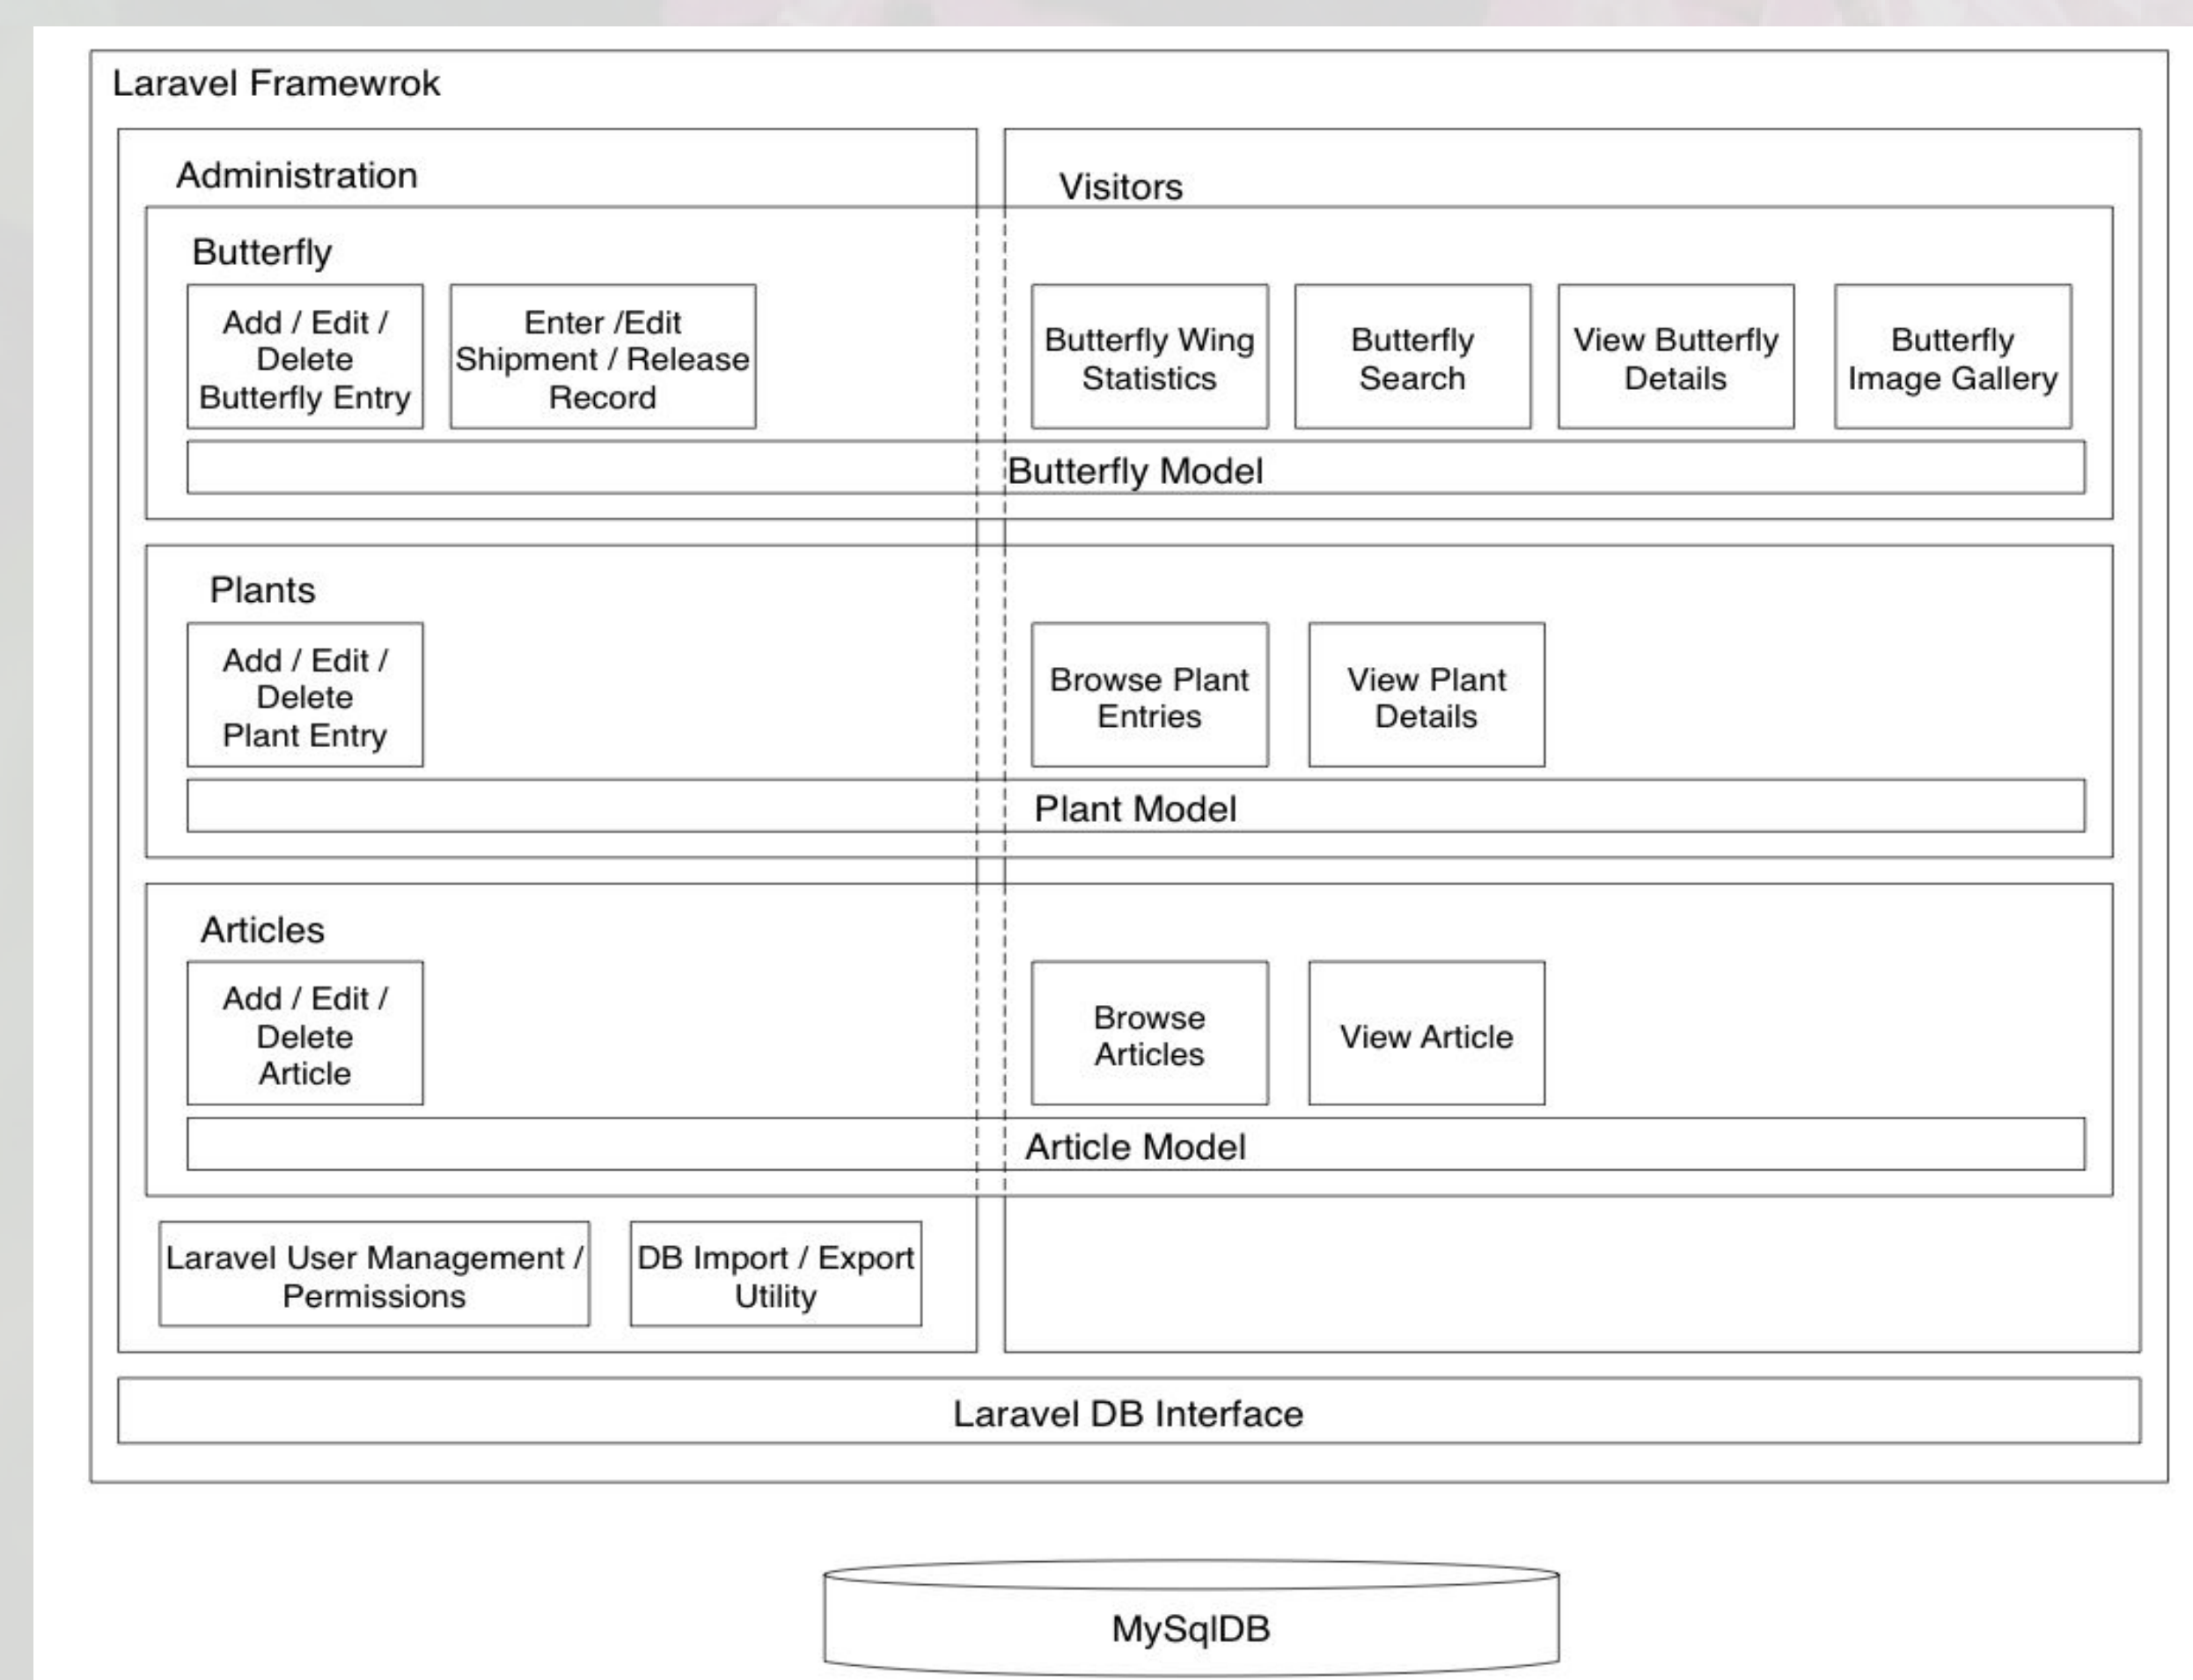 Laravel Framewrok
Administration
Visitors
Butterfly
Add / Edit /
Delete
Butterfly Entry
Enter /Edit
Shipment / Release
Record
Butterfly Wing
Statistics
Butterfly
Search
View Butterfly
Details
Butterfly
Image Gallery
Butterfly Model
Plants
Add / Edit /
Delete
Plant Entry
Browse Plant
Entries
View Plant
Details
Plant Model
Articles
Add / Edit /
Delete
Article
Browse
Articles
View Article
Article Model
Laravel User Management /
Permissions
DB Import / Export
Utility
Laravel DB Interface
MySqlDB